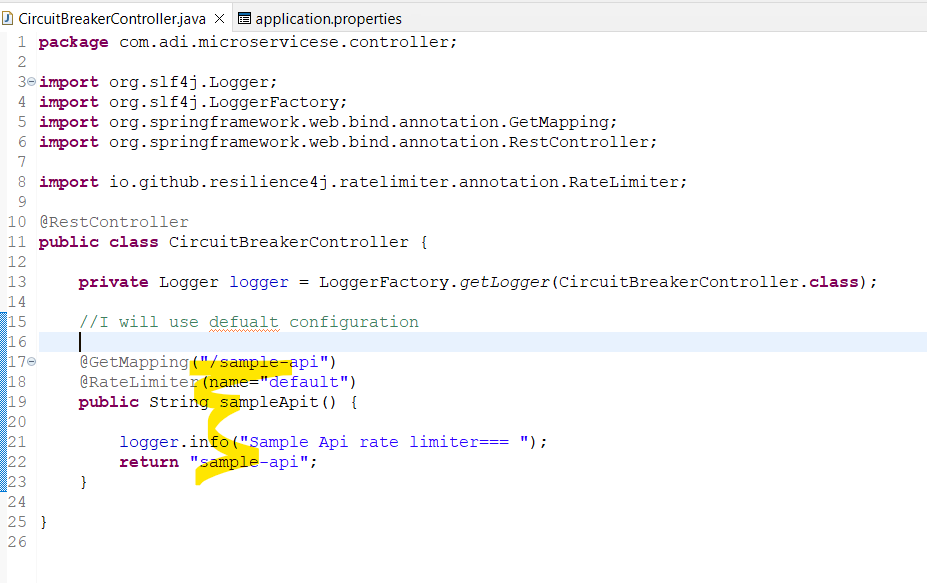 CircuitBreakerController.java application.properties
1 package com.adi.microservicese.controller;
2
3 import org.slf4j.Logger;
4 import org.slf4j.LoggerFactory;
5 import org.springframework.web.bind.annotation.GetMapping;
6 import org.springframework.web.bind.annotation.RestController;
7
8 import io.github.resilience4j.ratelimiter.annotation.RateLimiter;
9
10 @RestController
11 public class CircuitBreakerController {
12
13     private Logger logger = LoggerFactory.getLogger(CircuitBreakerController.class);
14
15     //I will use defualt configuration
16
17     @GetMapping("/sample-api")
18     @RateLimiter(name="default")
19     public String sampleApit() {
20
21         logger.info("Sample Api rate limiter=== ");
22         return "sample-api";
23     }
24
25 }
26